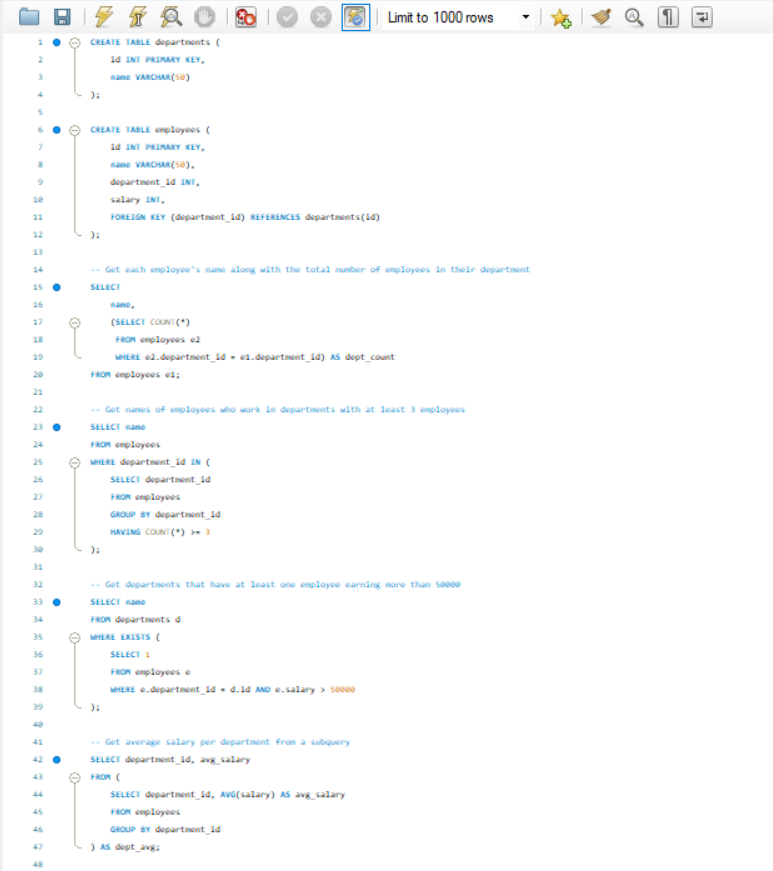 Limit to 1000 rows
1 CREATE TABLE departments (
2     id INT PRIMARY KEY,
3     name VARCHAR(50)
4 );
5
6 CREATE TABLE employees (
7     id INT PRIMARY KEY,
8     name VARCHAR(50),
9     department_id INT,
10     salary INT,
11     FOREIGN KEY (department_id) REFERENCES departments(id)
12 );
13
14 -- Get each employee's name along with the total number of employees in their department
15 SELECT
16     name,
17     (SELECT COUNT(*)
18      FROM employees e2
19      WHERE e2.department_id = e1.department_id) AS dept_count
20 FROM employees e1;
21
22 -- Get names of employees who work in departments with at least 3 employees
23 SELECT name
24 FROM employees
25 WHERE department_id IN (
26     SELECT department_id
27     FROM employees
28     GROUP BY department_id
29     HAVING COUNT(*) >= 3
30 );
31
32 -- Get departments that have at least one employee earning more than 50000
33 SELECT name
34 FROM departments d
35 WHERE EXISTS (
36     SELECT 1
37     FROM employees e
38     WHERE e.department_id = d.id AND e.salary > 50000
39 );
40
41 -- Get average salary per department from a subquery
42 SELECT department_id, avg_salary
43 FROM (
44     SELECT department_id, AVG(salary) AS avg_salary
45     FROM employees
46     GROUP BY department_id
47 ) AS dept_avg;
48